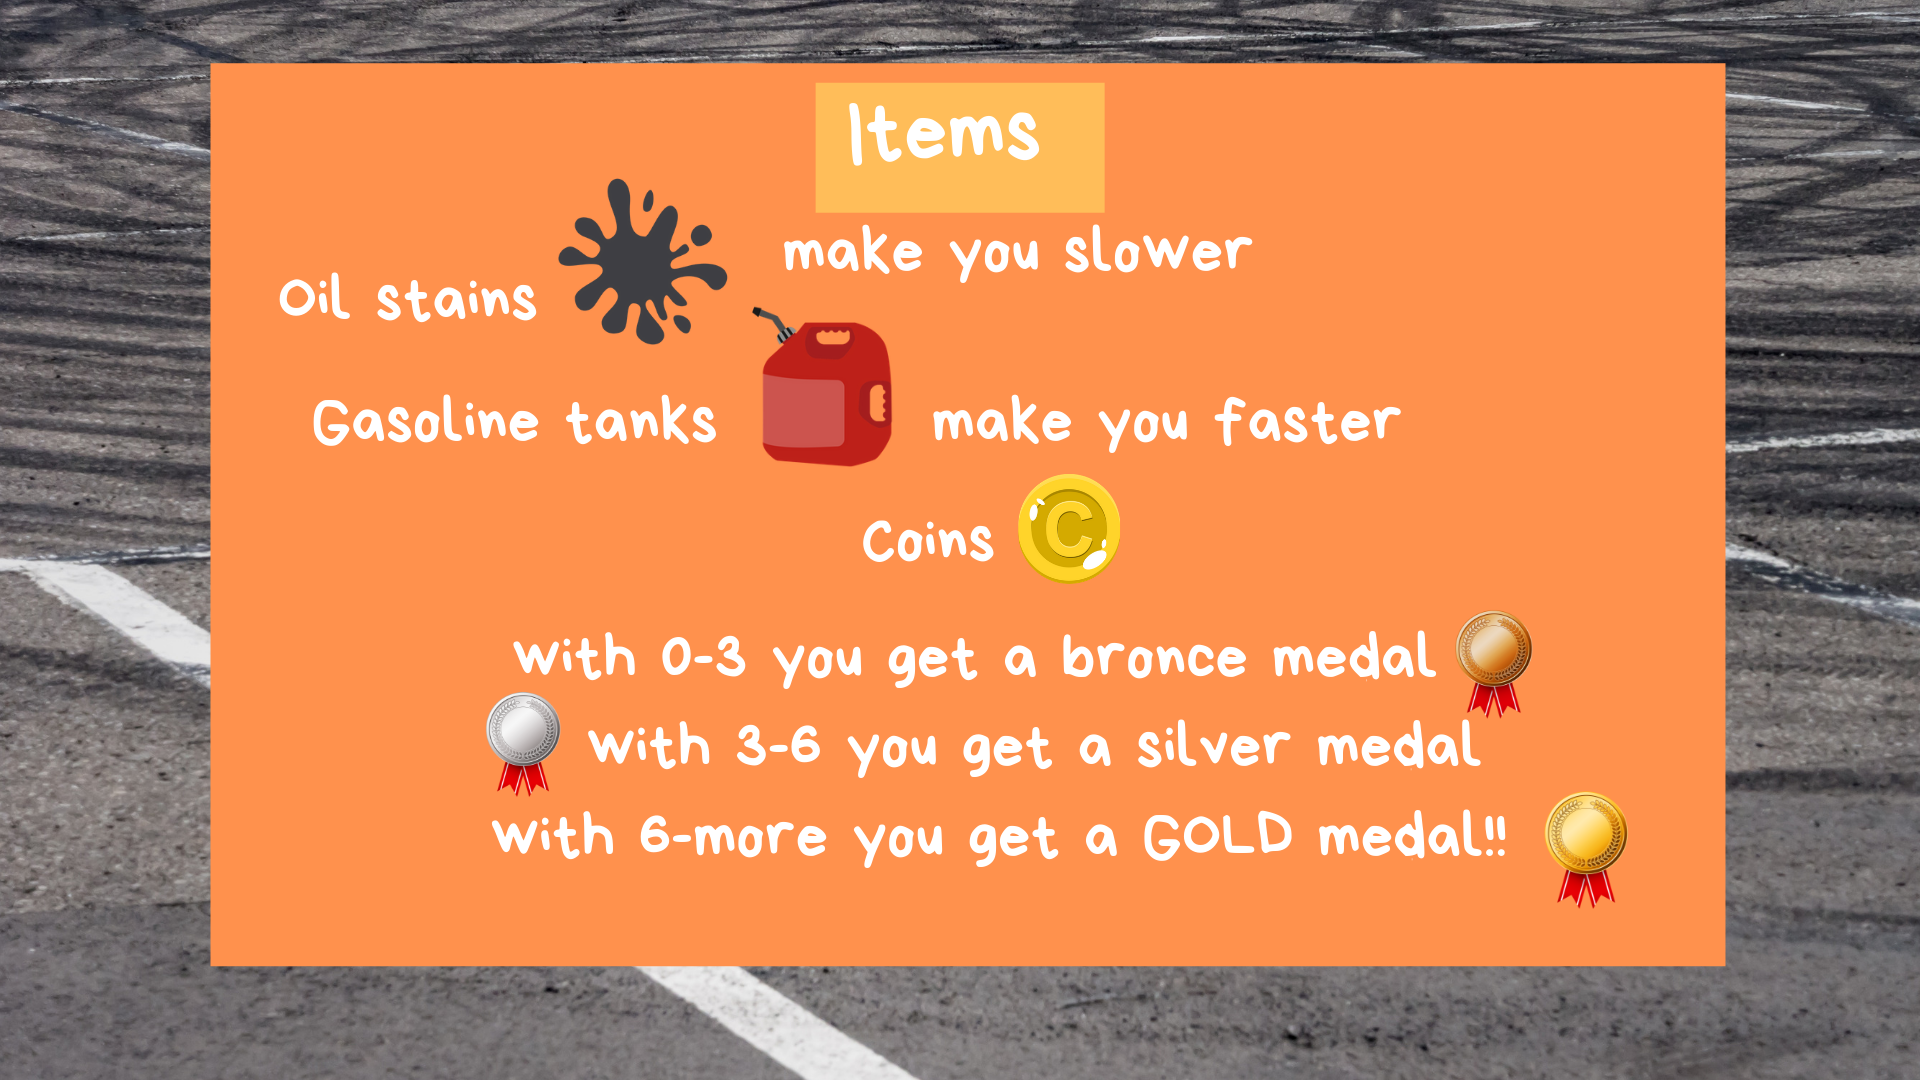 Items
Oil stains make you slower
Gasoline tanks make you faster
Coins C
with 0-3 you get a bronce medal
with 3-6 you get a silver medal
with 6-more you get a GOLD medal!!